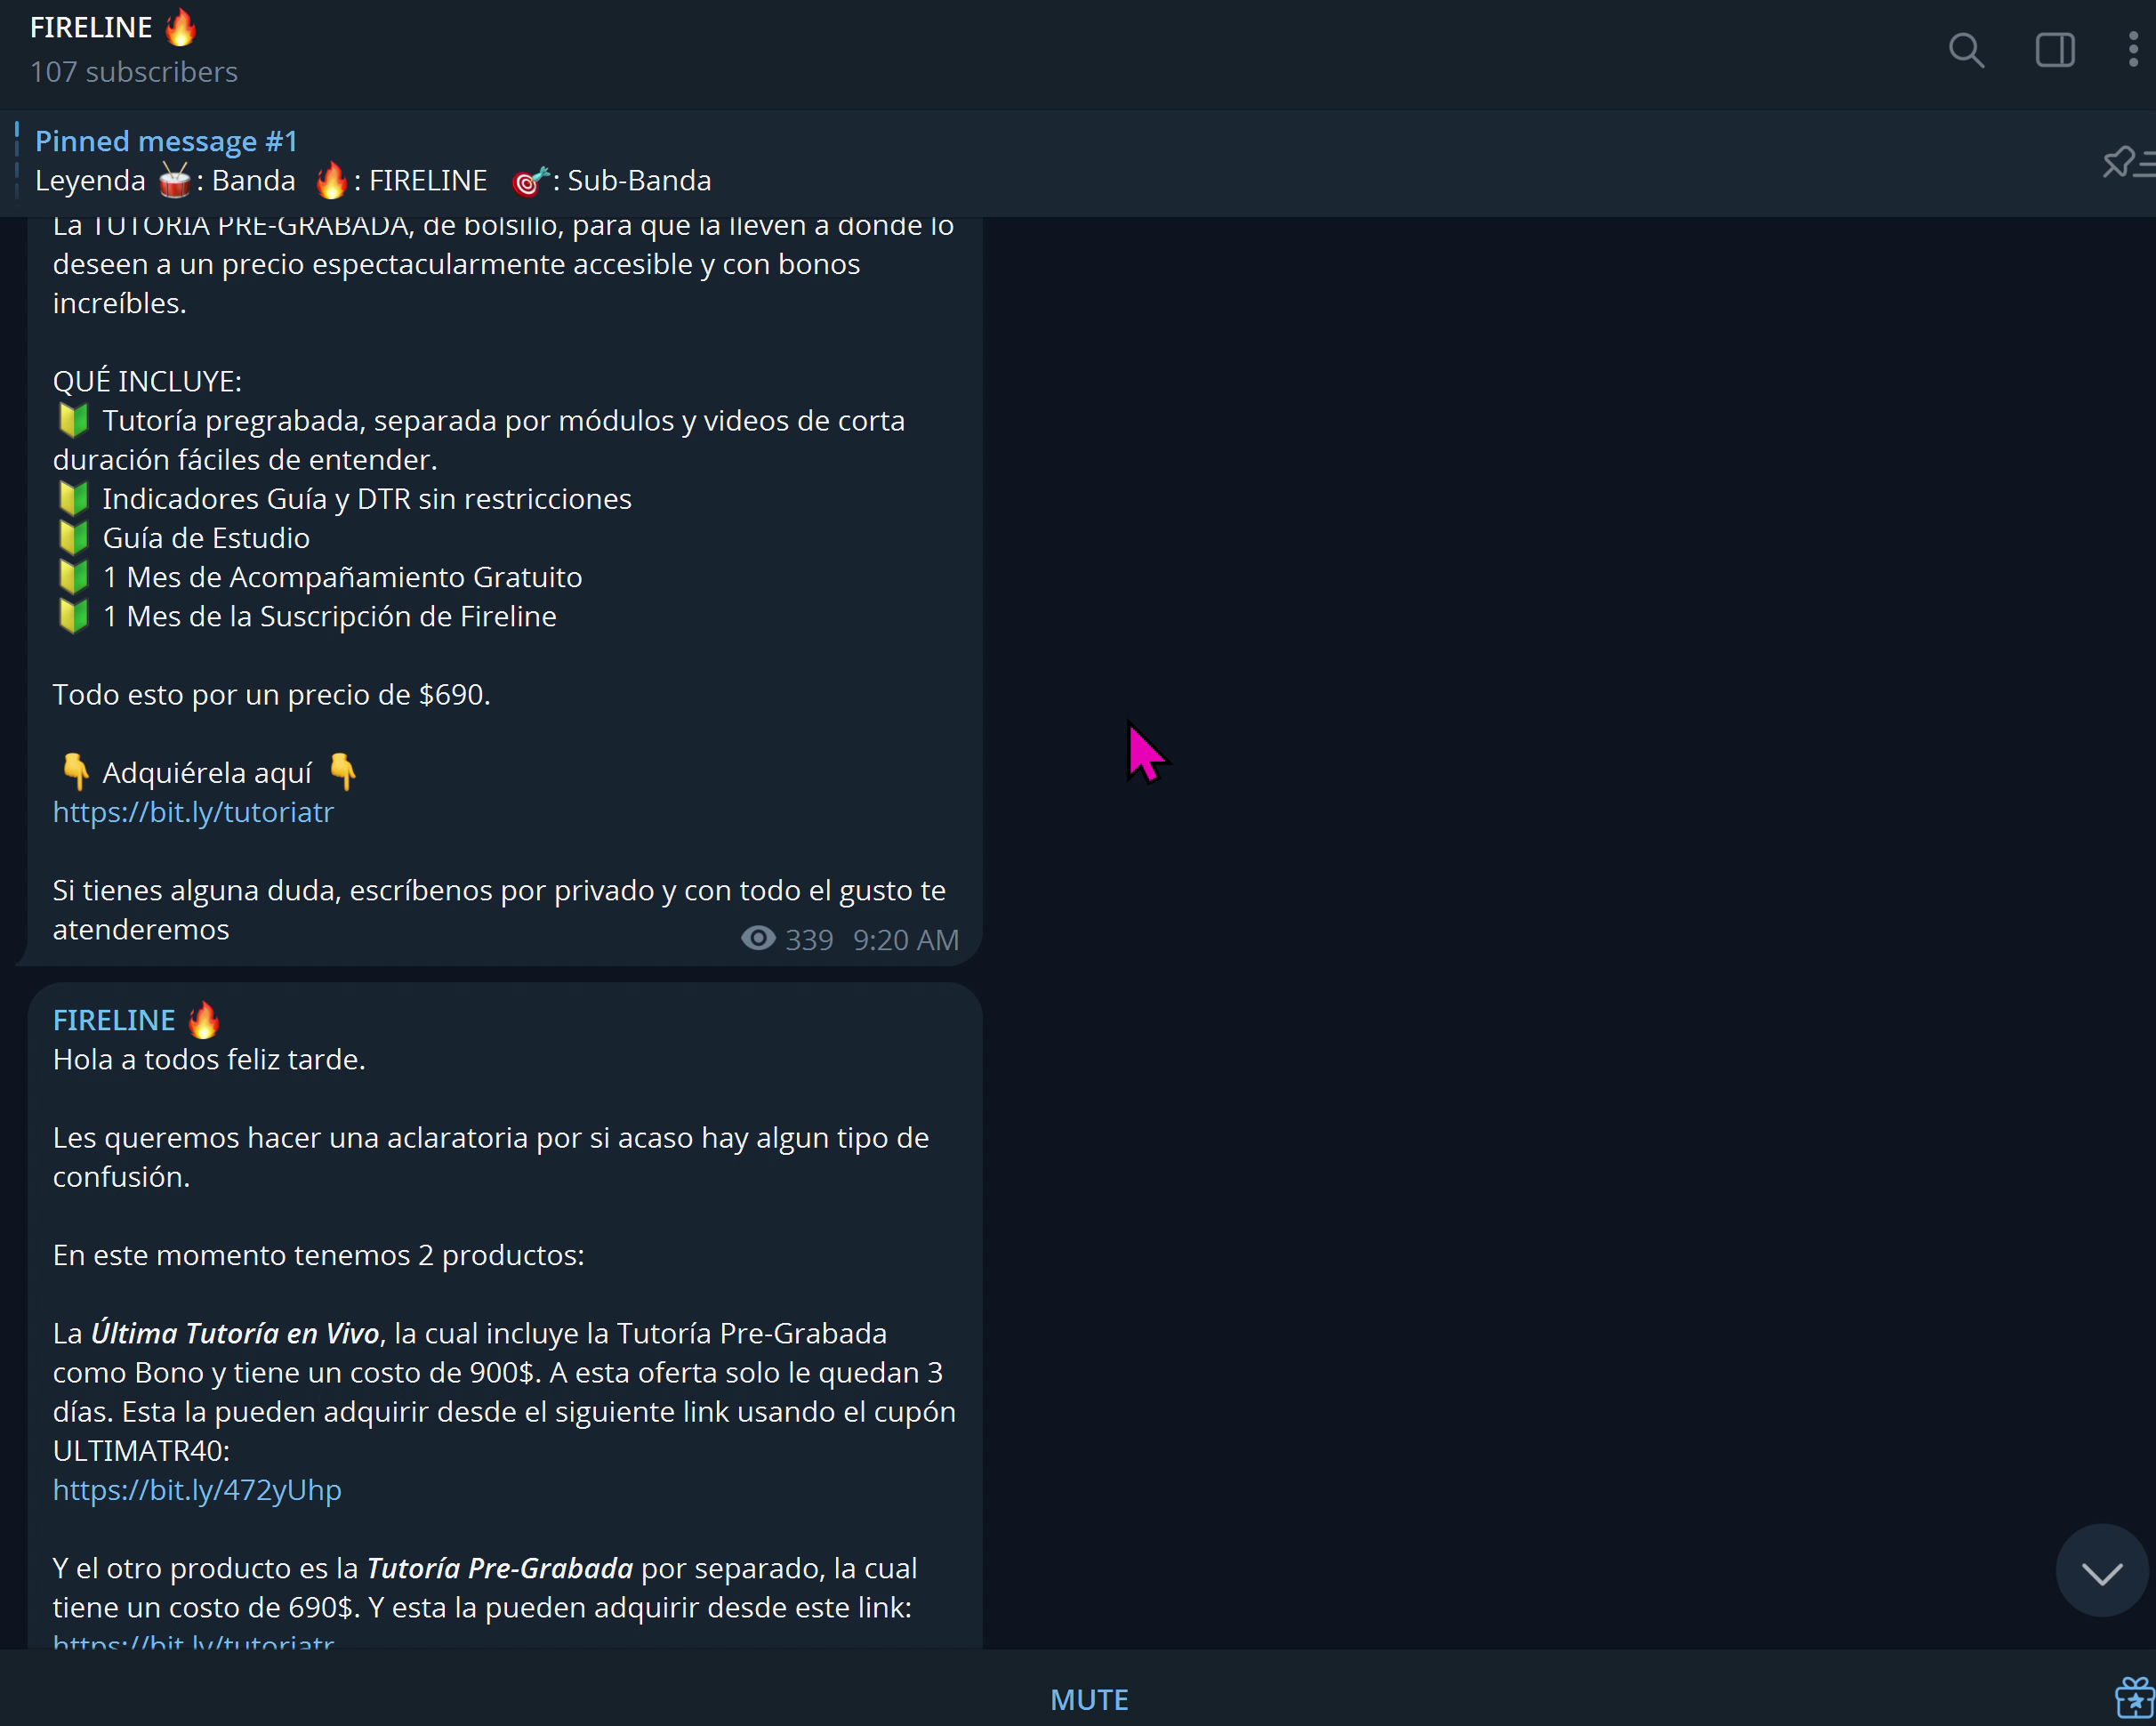 FIRELINE 🔥
107 subscribers
Pinned message #1
Leyenda 🥁: Banda 🔥: FIRELINE 🎯: Sub-Banda
La TUTORIA PRE-GRABADA, de bolsillo, para que la lleven a donde lo
deseen a un precio espectacularmente accesible y con bonos
increíbles.
QUÉ INCLUYE:
🔰 Tutoría pregrabada, separada por módulos y videos de corta
duración fáciles de entender.
🔰 Indicadores Guía y DTR sin restricciones
🔰 Guía de Estudio
🔰 1 Mes de Acompañamiento Gratuito
🔰 1 Mes de la Suscripción de Fireline
Todo esto por un precio de $690.
👇 Adquiérela aquí 👇
https://bit.ly/tutoriatr
Si tienes alguna duda, escríbenos por privado y con todo el gusto te
atenderemos
339 9:20 AM
FIRELINE 🔥
Hola a todos feliz tarde.
Les queremos hacer una aclaratoria por si acaso hay algun tipo de
confusión.
En este momento tenemos 2 productos:
La Última Tutoría en Vivo, la cual incluye la Tutoría Pre-Grabada
como Bono y tiene un costo de 900$. A esta oferta solo le quedan 3
días. Esta la pueden adquirir desde el siguiente link usando el cupón
ULTIMATR40:
https://bit.ly/472yUhp
Y el otro producto es la Tutoría Pre-Grabada por separado, la cual
tiene un costo de 690$. Y esta la pueden adquirir desde este link:
https://bit.ly/tutoriatr
MUTE